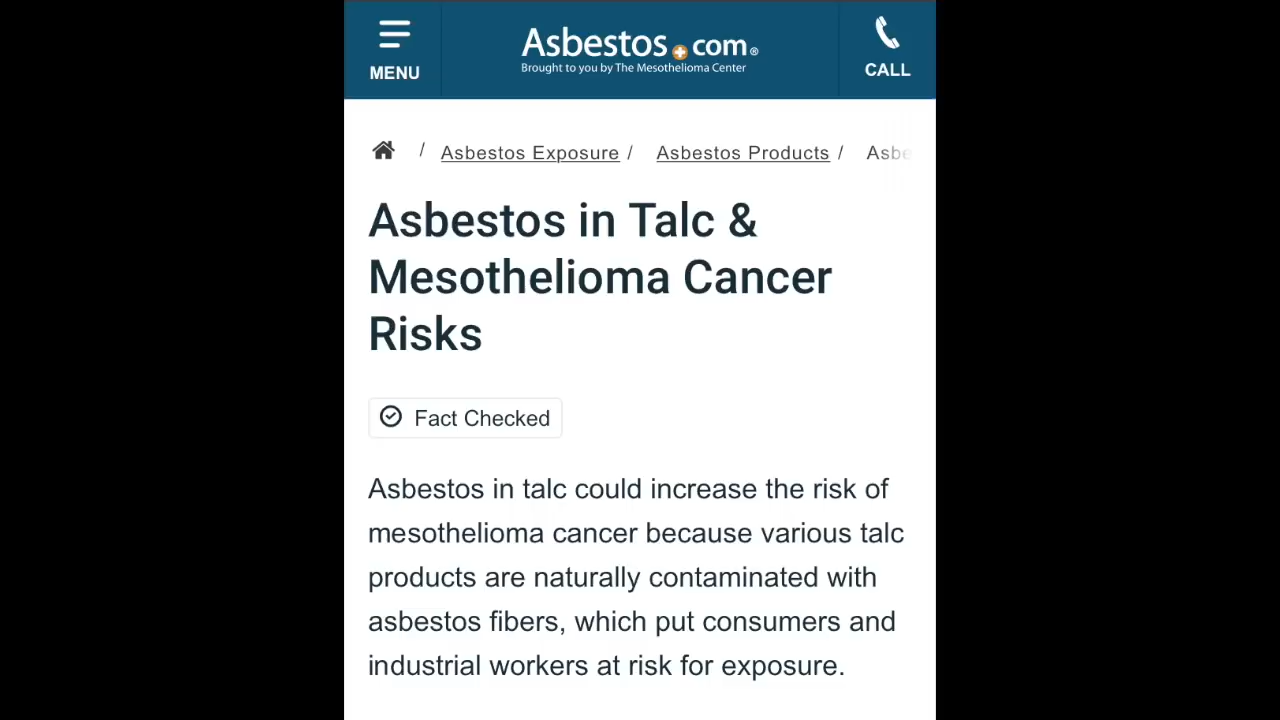 MENU
Asbestos.com®
Brought to you by The Mesothelioma Center
CALL
/ Asbestos Exposure / Asbestos Products / Asbe
Asbestos in Talc &
Mesothelioma Cancer
Risks
Fact Checked
Asbestos in talc could increase the risk of
mesothelioma cancer because various talc
products are naturally contaminated with
asbestos fibers, which put consumers and
industrial workers at risk for exposure.